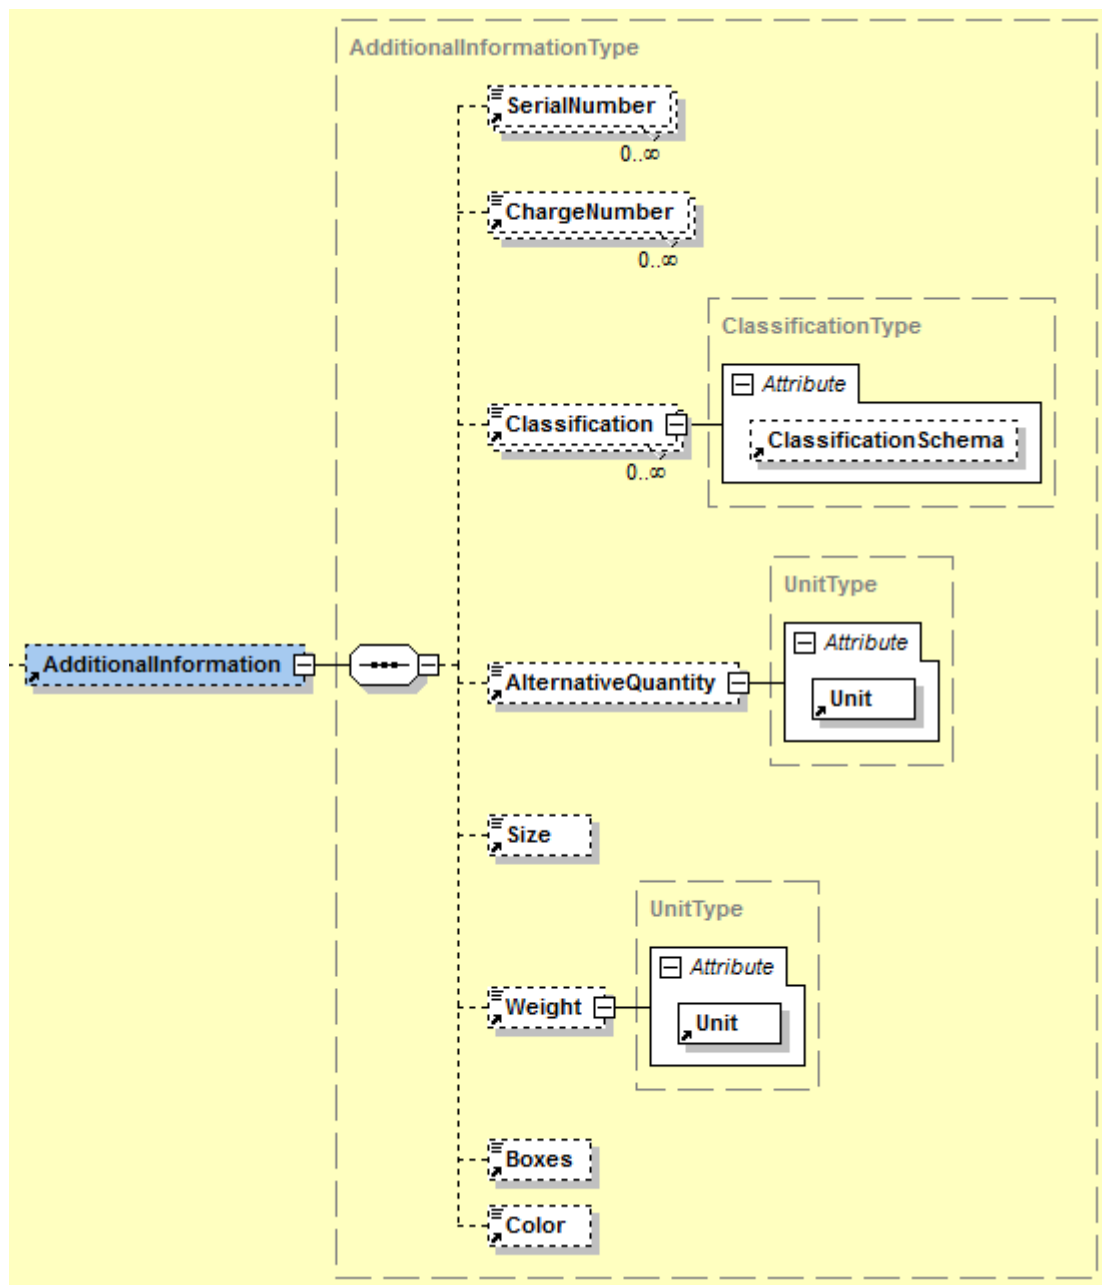 AdditionalInformationType
SerialNumber
0..∞
ChargeNumber
0..∞
ClassificationType
Attribute
Classification
ClassificationSchema
0..∞
UnitType
Attribute
AdditionalInformation
AlternativeQuantity
Unit
Size
UnitType
Attribute
Weight
Unit
Boxes
Color